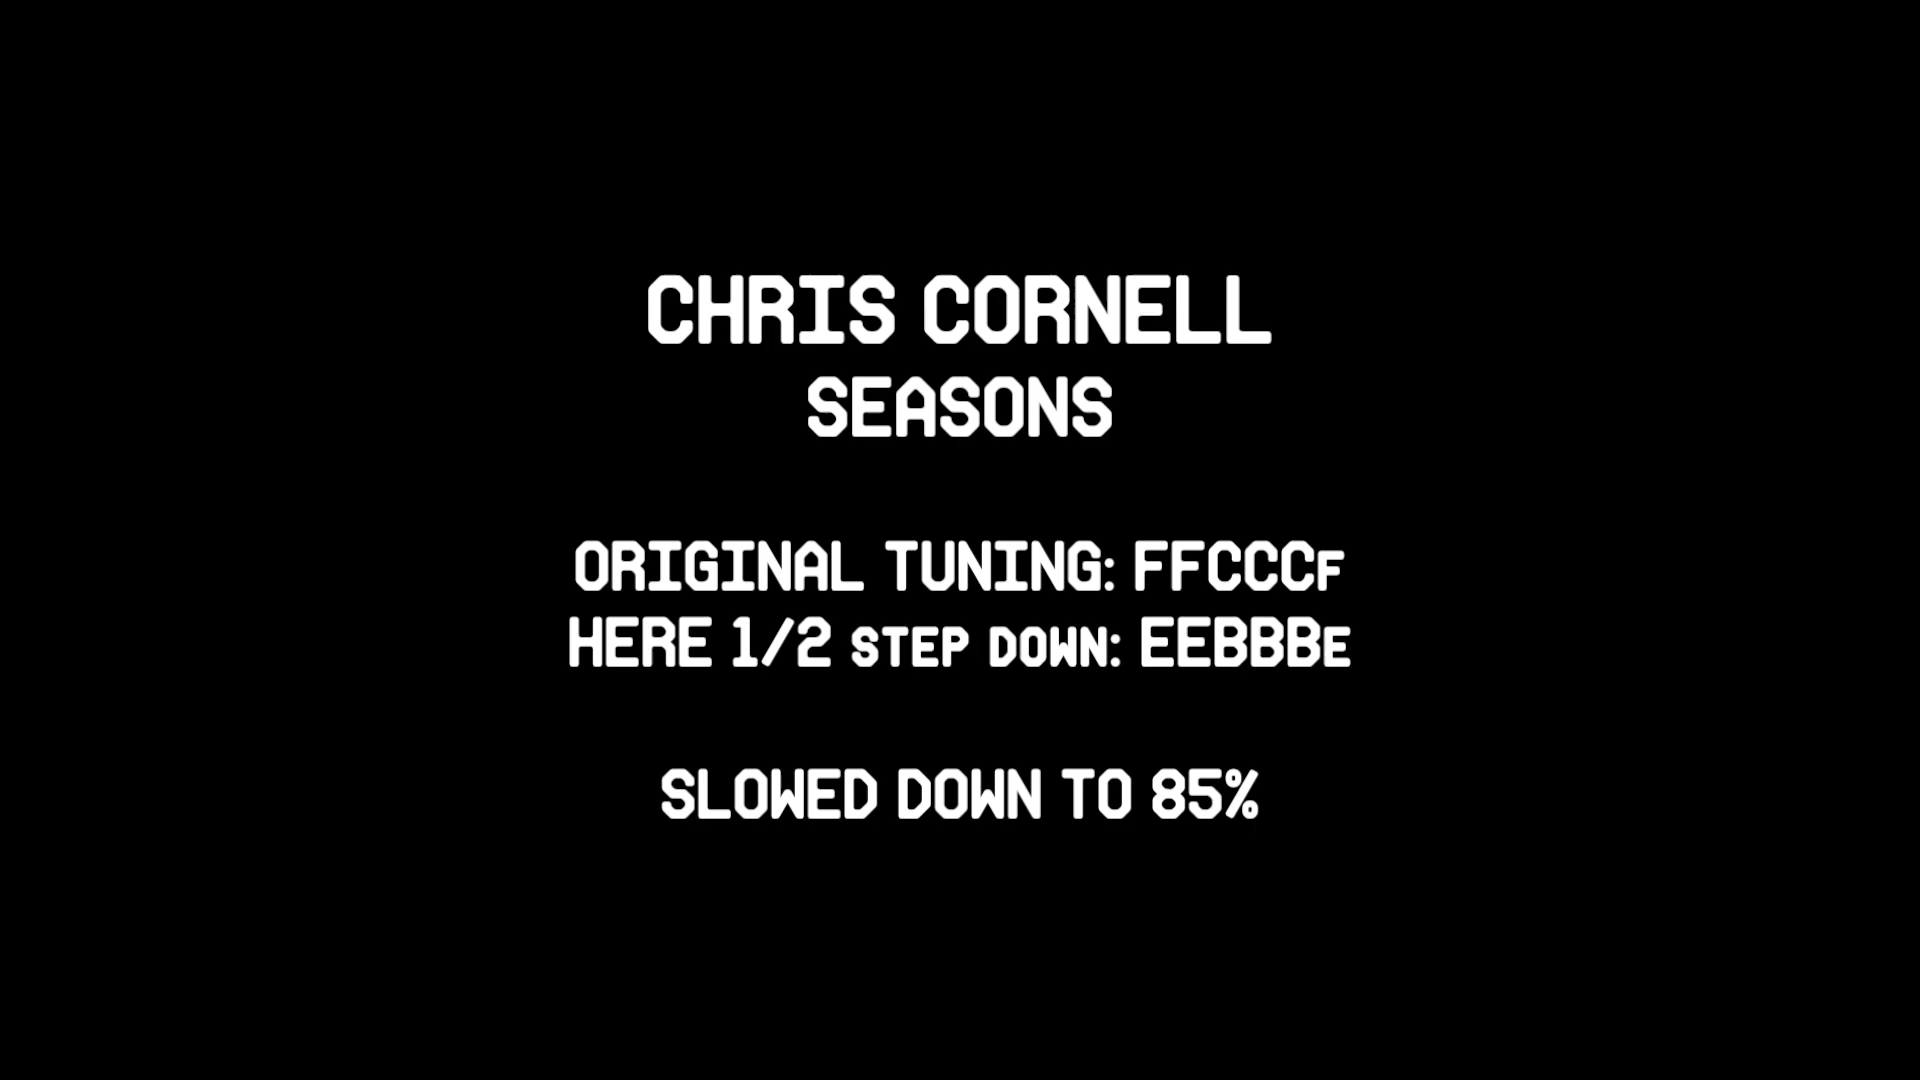 CHRIS CORNELL
SEASONS
ORIGINAL TUNING: FFCCCF
HERE 1/2 STEP DOWN: EEBBBE
SLOWED DOWN TO 85%